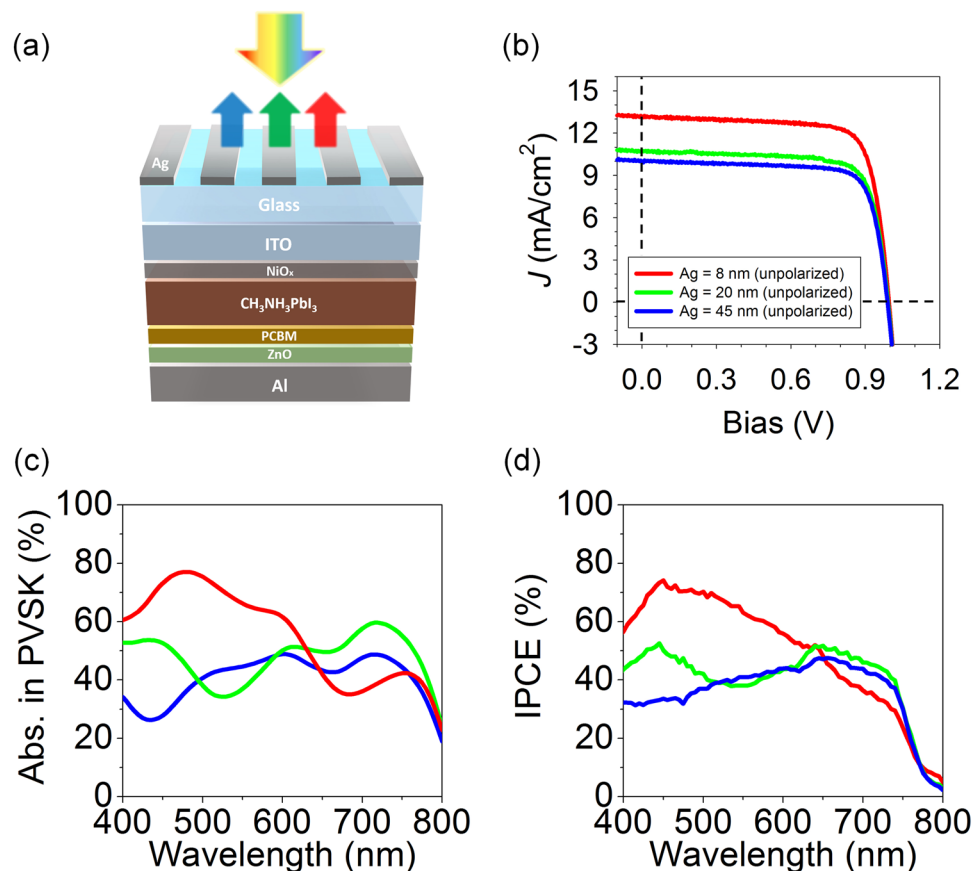 (a)
Ag
Glass
ITO
NiOₓ
CH₃NH₃PbI₃
PCBM
ZnO
Al
(b)
15
12
9
6
3
0
-3
J (mA/cm²)
Ag = 8 nm (unpolarized)
Ag = 20 nm (unpolarized)
Ag = 45 nm (unpolarized)
0.0 0.3 0.6 0.9 1.2
Bias (V)
(c)
100
80
60
40
20
0
Abs. in PVSK (%)
400 500 600 700 800
Wavelength (nm)
(d)
100
80
60
40
20
0
IPCE (%)
400 500 600 700 800
Wavelength (nm)